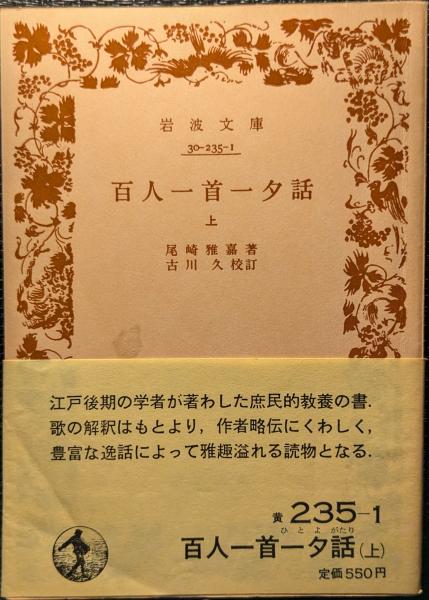 岩波文庫
30-235-1
百人一首一夕話
上
尾崎雅嘉著
古川久校訂
江戸後期の学者が著わした庶民的教養の書.
歌の解釈はもとより,作者略伝にくわしく,
豊富な逸話によって雅趣溢れる読物となる.
黄 235-1
ひとよがたり
百人一首一夕話(上)
定価550円